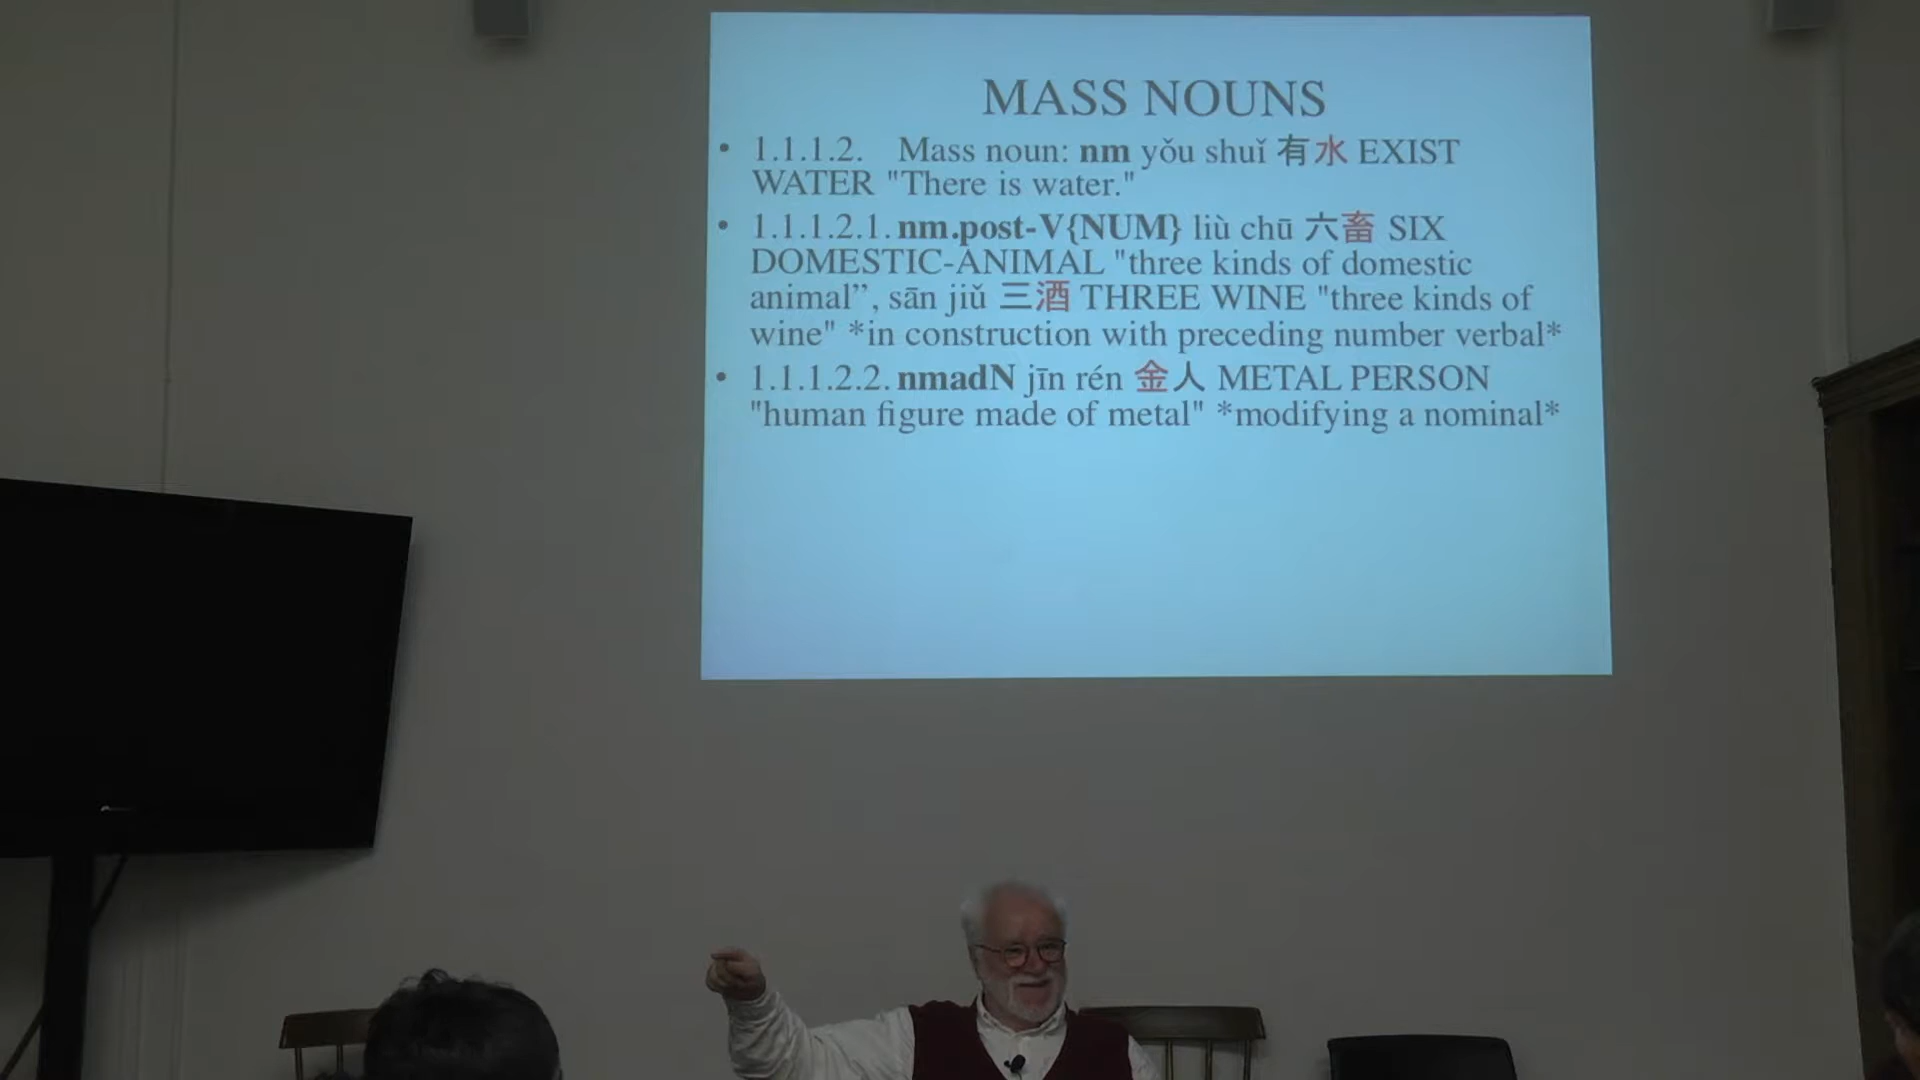 MASS NOUNS
• 1.1.1.2. Mass noun: nm yǒu shuǐ 有水 EXIST
WATER "There is water."
• 1.1.1.2.1. nm.post-V{NUM} liù chū 六畜 SIX
DOMESTIC-ANIMAL "three kinds of domestic
animal”, sān jiǔ 三酒 THREE WINE "three kinds of
wine" *in construction with preceding number verbal*
• 1.1.1.2.2. nmadN jīn rén 金人 METAL PERSON
"human figure made of metal" *modifying a nominal*